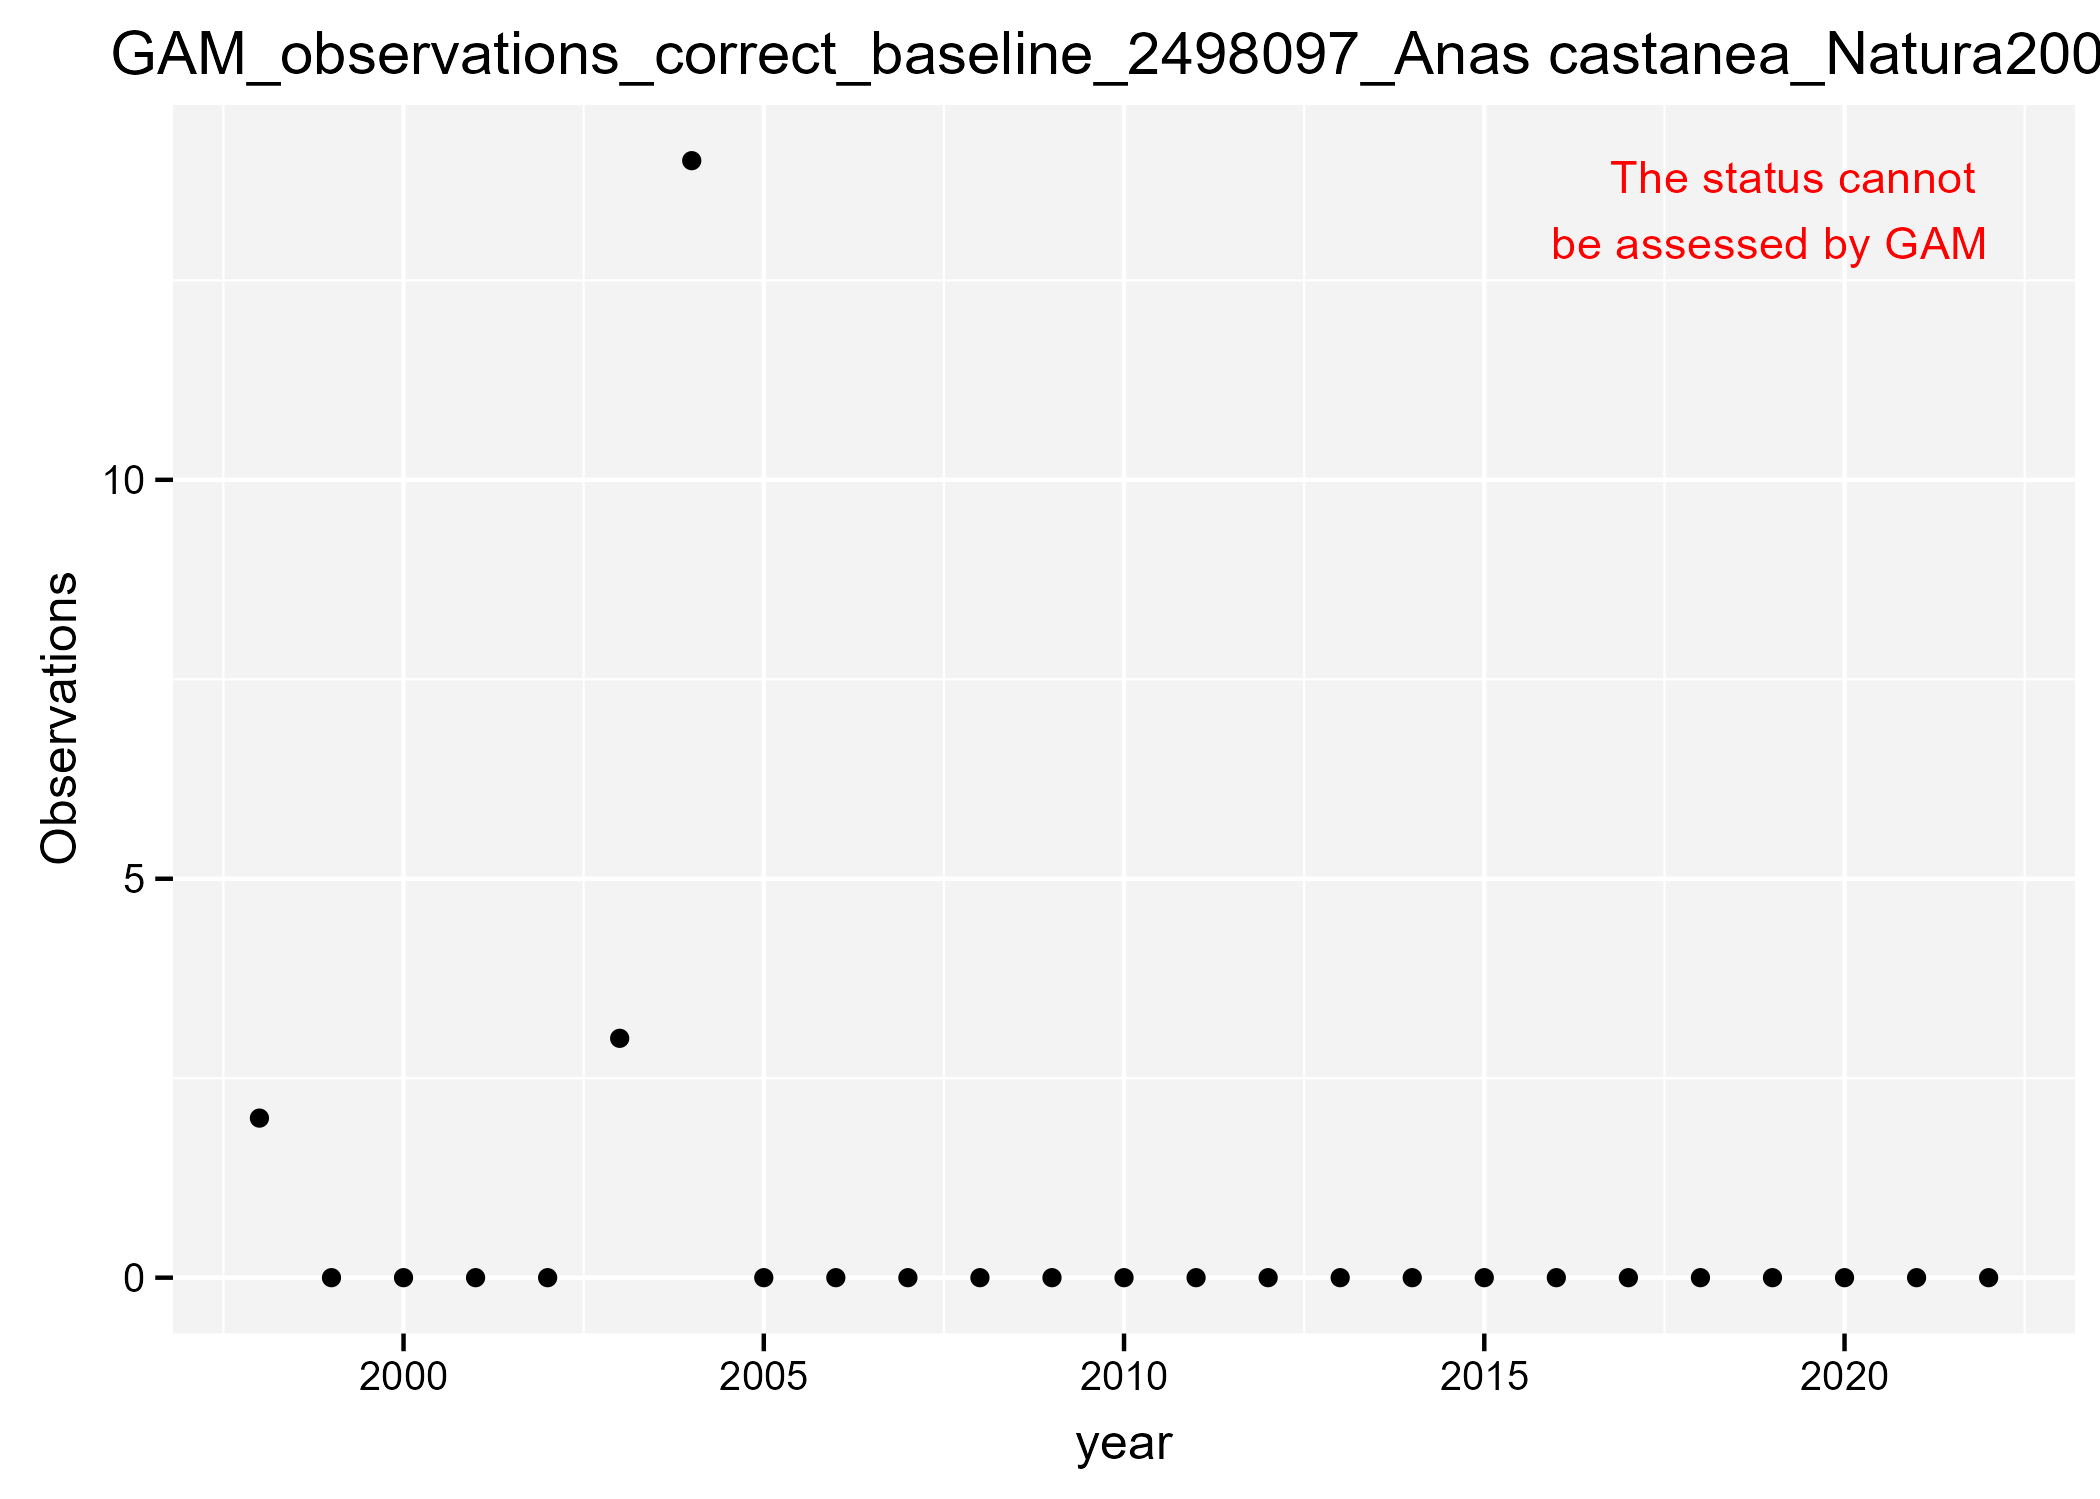 GAM_observations_correct_baseline_2498097_Anas castanea_Natura200
The status cannot
be assessed by GAM
Observations
10
5
0
2000 2005 2010 2015 2020
year